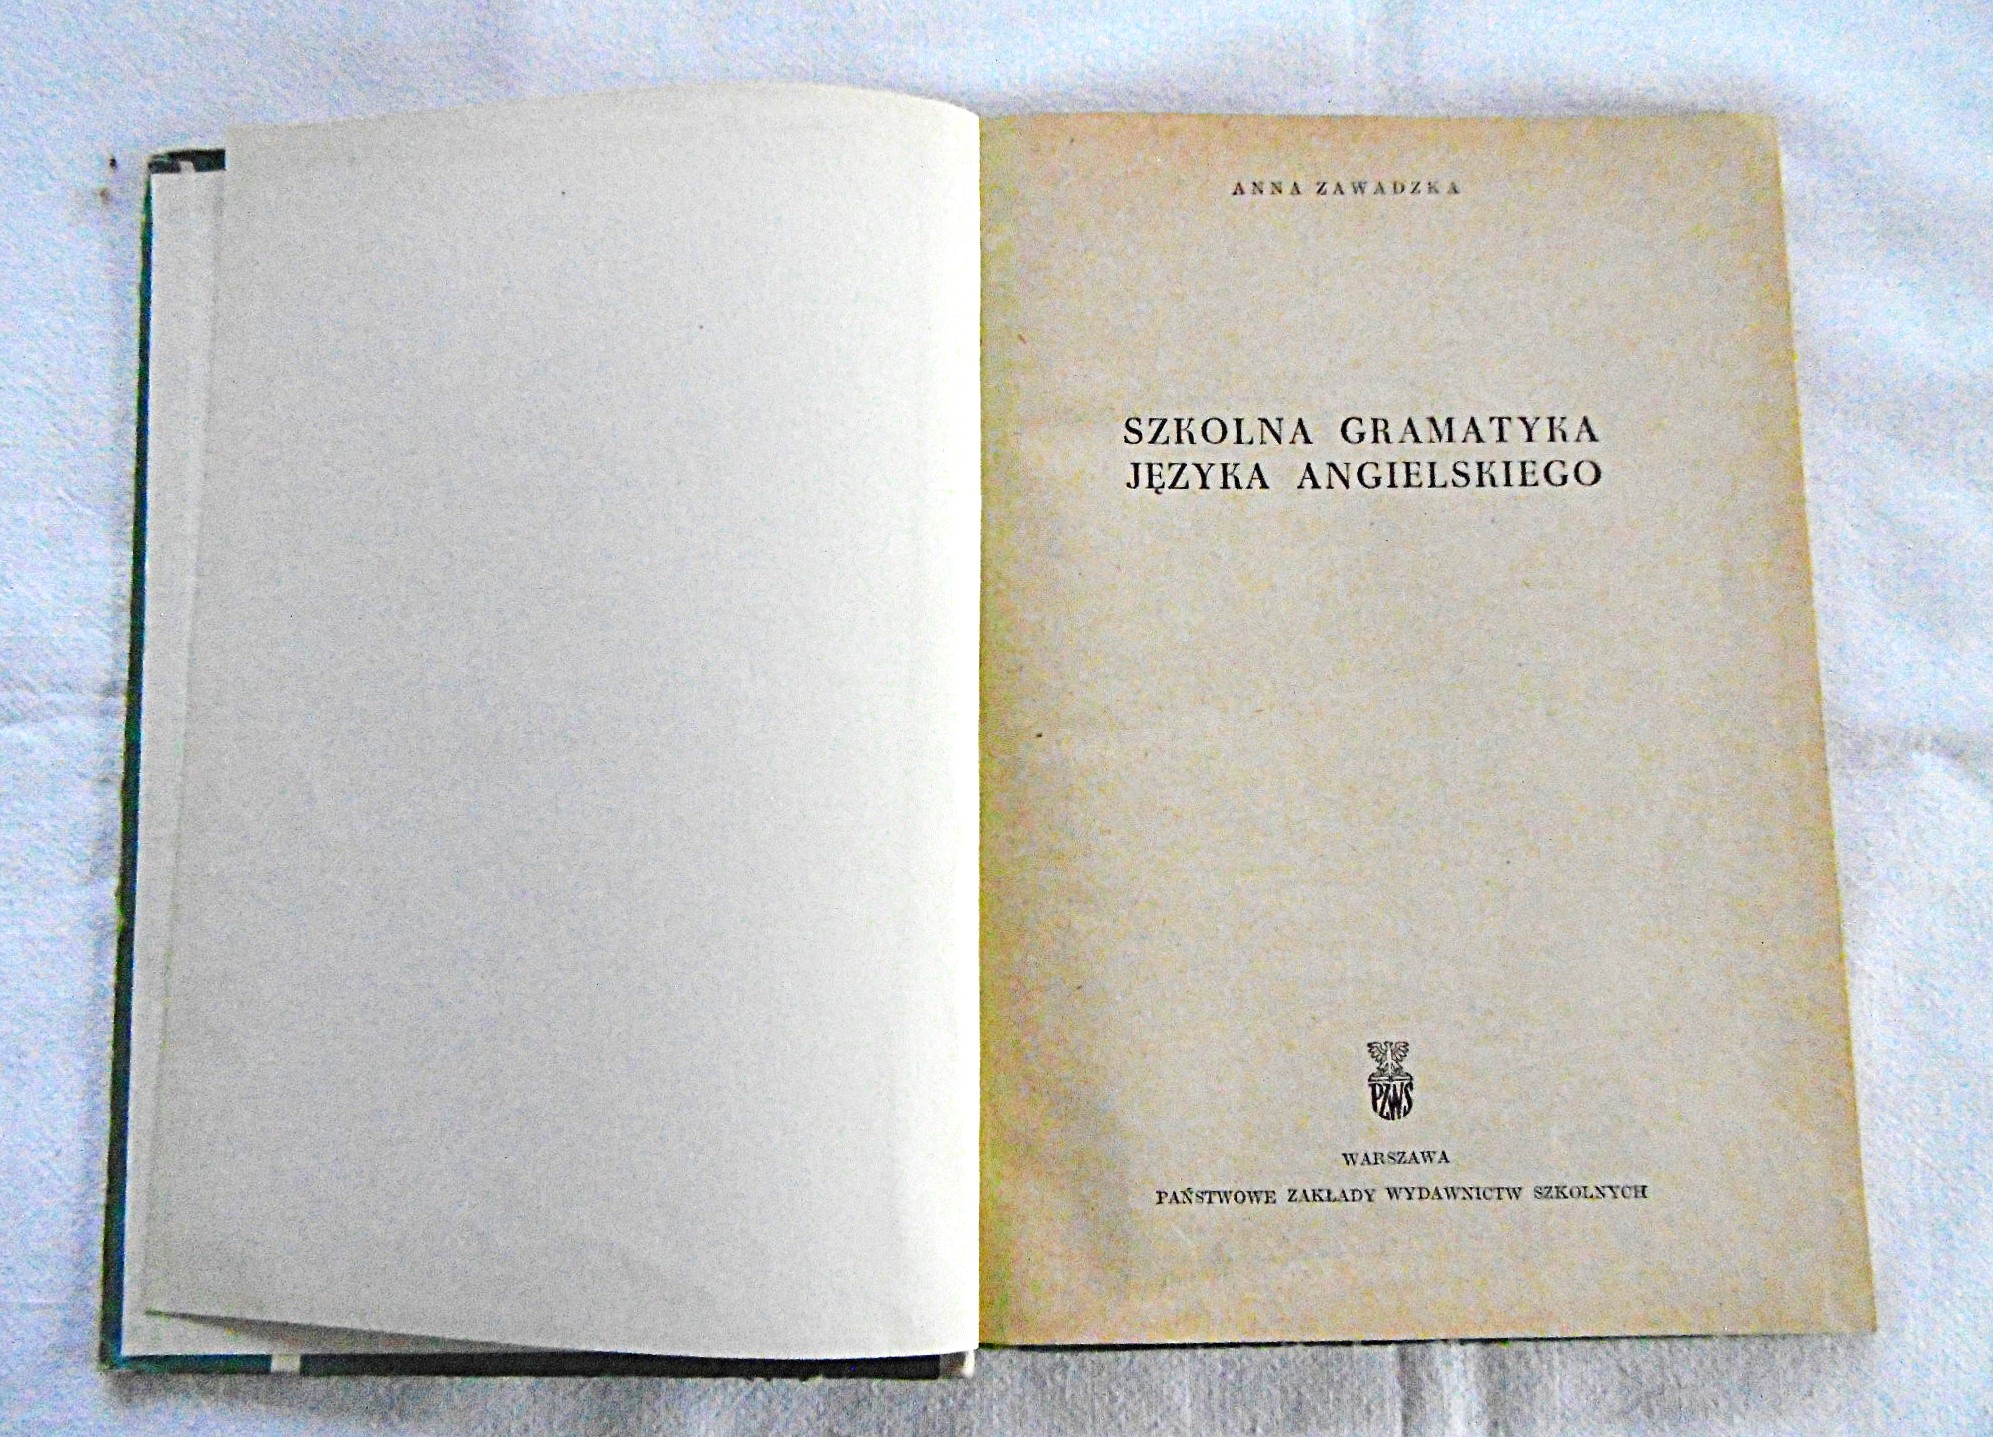 ANNA ZAWADZKA
SZKOLNA GRAMATYKA
JĘZYKA ANGIELSKIEGO
PZWS
WARSZAWA
PAŃSTWOWE ZAKŁADY WYDAWNICTW SZKOLNYCH